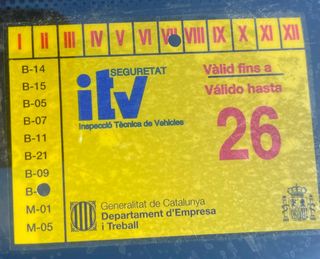 I II III IV V VI VII VIII IX X XI XII
B-14
B-15
B-05
B-07
B-11
B-21
B-09
B-
M-01
M-05
SEGURETAT
itv
Inspecció Tècnica de Vehicles
Vàlid fins a
Válido hasta
26
Generalitat de Catalunya
Departament d'Empresa
i Treball